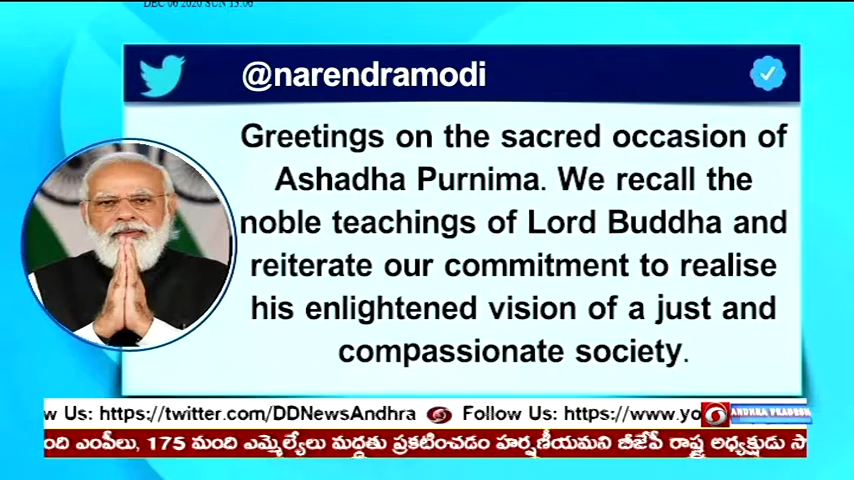 DEC 06 2020 SUN 15:06
@narendramodi
Greetings on the sacred occasion of
Ashadha Purnima. We recall the
noble teachings of Lord Buddha and
reiterate our commitment to realise
his enlightened vision of a just and
compassionate society.
w Us: https://twitter.com/DDNewsAndhra Follow Us: https://www.yo
ANDHRA PRADESH
ంది ఎంపీలు, 175 మంది ఎమ్మెల్యేలు మద్దతు ప్రకటించడం హర్షణీయమని బీజేపీ రాష్ట్ర అధ్యక్షుడు సో